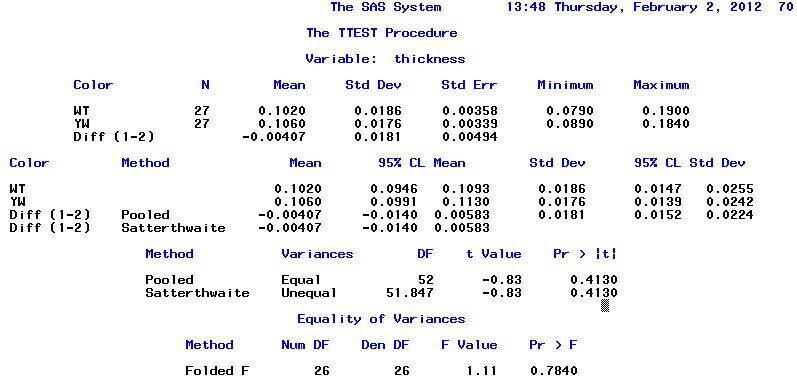 The SAS System 13:48 Thursday, February 2, 2012 70
The TTEST Procedure
Variable: thickness
Color N Mean Std Dev Std Err Minimum Maximum
WT 27 0.1020 0.0186 0.00358 0.0790 0.1900
YW 27 0.1060 0.0176 0.00339 0.0890 0.1840
Diff (1-2) -0.00407 0.0181 0.00494
Color Method Mean 95% CL Mean Std Dev 95% CL Std Dev
WT 0.1020 0.0946 0.1093 0.0186 0.0147 0.0255
YW 0.1060 0.0991 0.1130 0.0176 0.0139 0.0242
Diff (1-2) Pooled -0.00407 -0.0140 0.00583 0.0181 0.0152 0.0224
Diff (1-2) Satterthwaite -0.00407 -0.0140 0.00583
Method Variances DF t Value Pr > |t|
Pooled Equal 52 -0.83 0.4130
Satterthwaite Unequal 51.847 -0.83 0.4130
Equality of Variances
Method Num DF Den DF F Value Pr > F
Folded F 26 26 1.11 0.7840